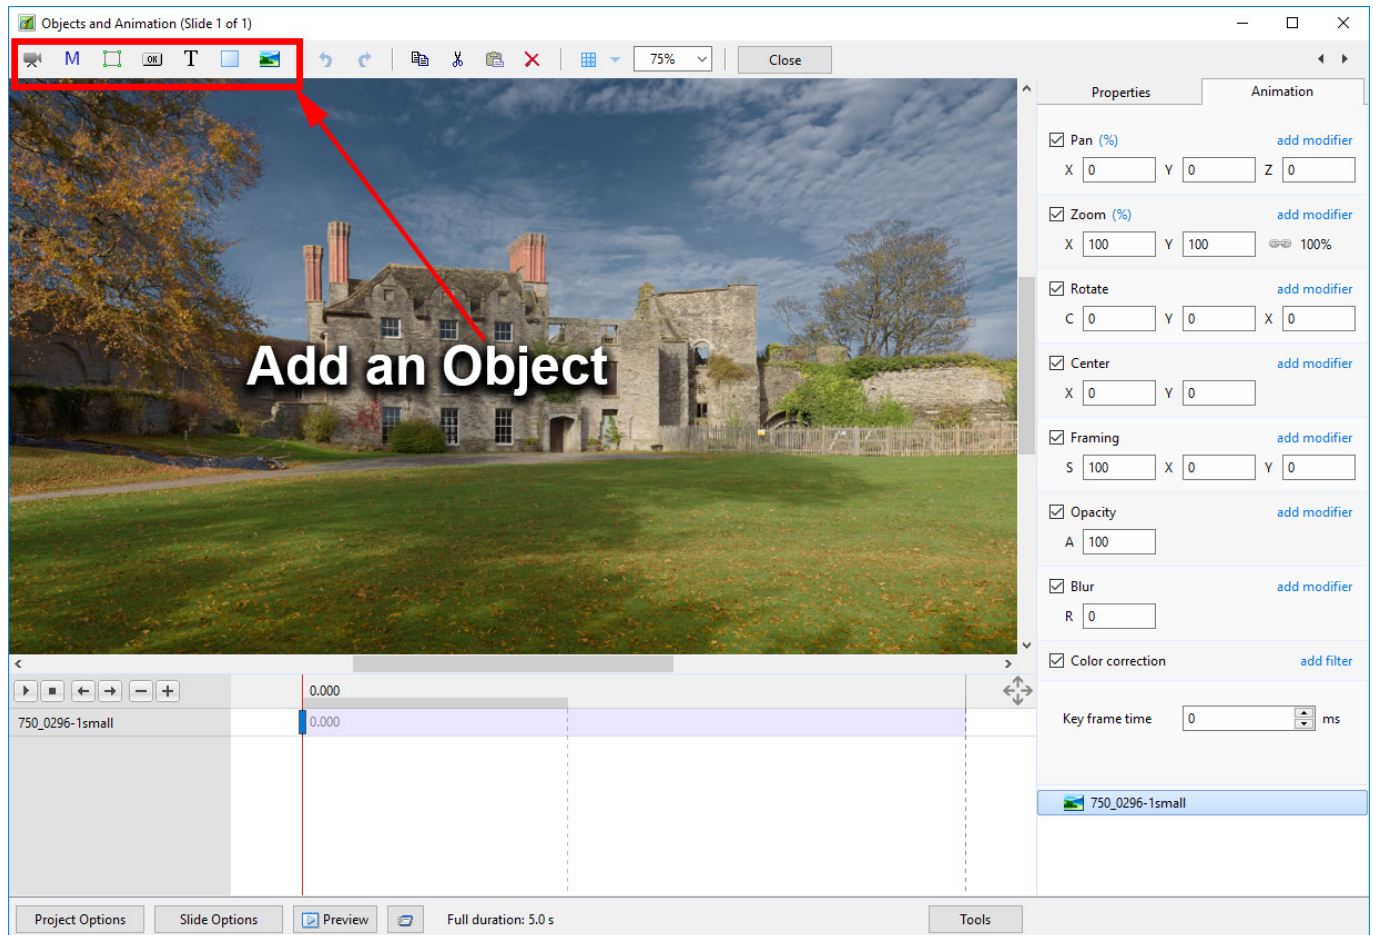 Objects and Animation (Slide 1 of 1)
M OK T 75% Close
Properties Animation
Pan (%) add modifier
X 0 Y 0 Z 0
Zoom (%) add modifier
X 100 Y 100 100%
Rotate add modifier
C 0 Y 0 X 0
Add an Object
Center add modifier
X 0 Y 0
Framing add modifier
S 100 X 0 Y 0
Opacity add modifier
A 100
Blur add modifier
R 0
Color correction add filter
0.000
750_0296-1small 0.000
Key frame time 0 ms
750_0296-1small
Project Options Slide Options Preview Full duration: 5.0 s Tools